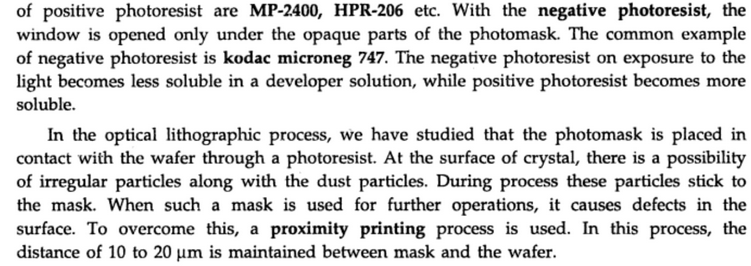 of positive photoresist are MP-2400, HPR-206 etc. With the negative photoresist, the
window is opened only under the opaque parts of the photomask. The common example
of negative photoresist is kodac microneg 747. The negative photoresist on exposure to the
light becomes less soluble in a developer solution, while positive photoresist becomes more
soluble.
In the optical lithographic process, we have studied that the photomask is placed in
contact with the wafer through a photoresist. At the surface of crystal, there is a possibility
of irregular particles along with the dust particles. During process these particles stick to
the mask. When such a mask is used for further operations, it causes defects in the
surface. To overcome this, a proximity printing process is used. In this process, the
distance of 10 to 20 μm is maintained between mask and the wafer.